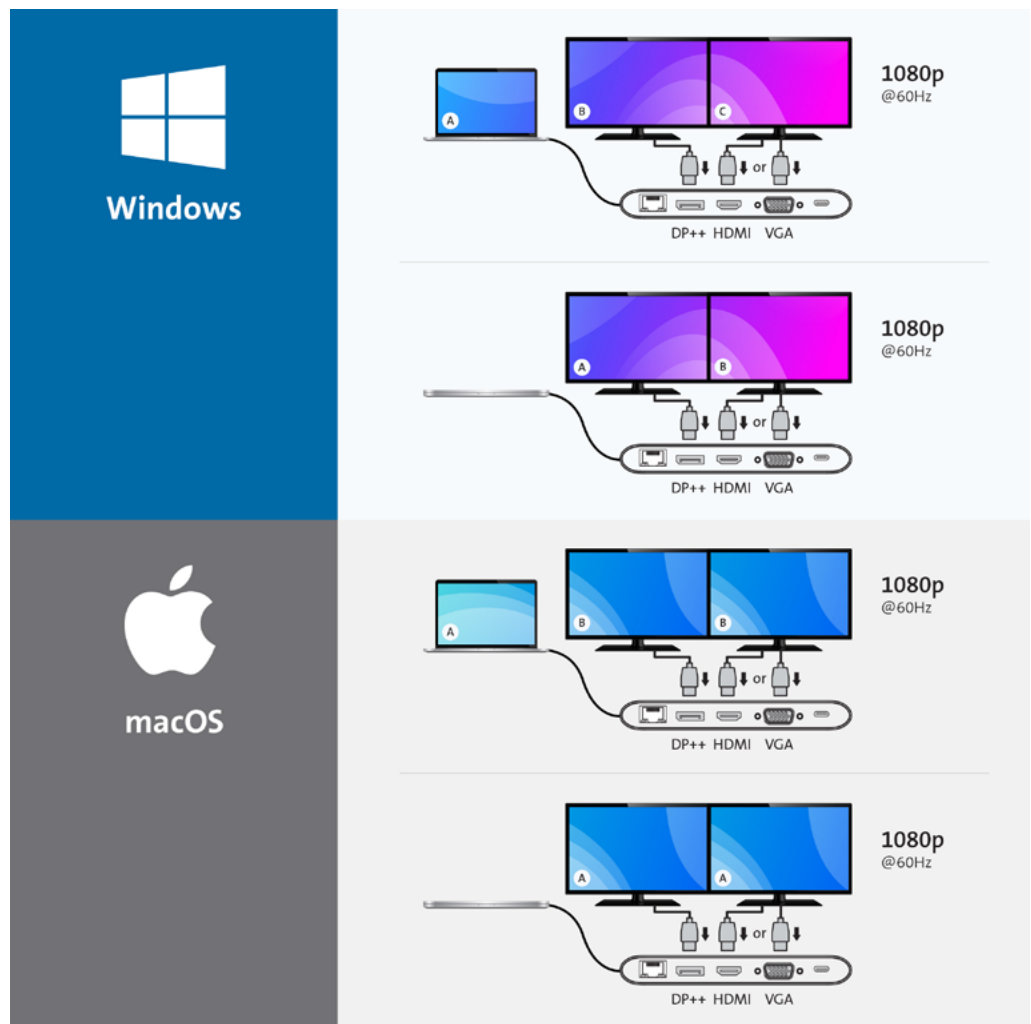 Windows
A
B
C
1080p
@60Hz
or
DP++ HDMI VGA
A
B
1080p
@60Hz
or
DP++ HDMI VGA
macOS
A
B
B
1080p
@60Hz
or
DP++ HDMI VGA
A
A
1080p
@60Hz
or
DP++ HDMI VGA